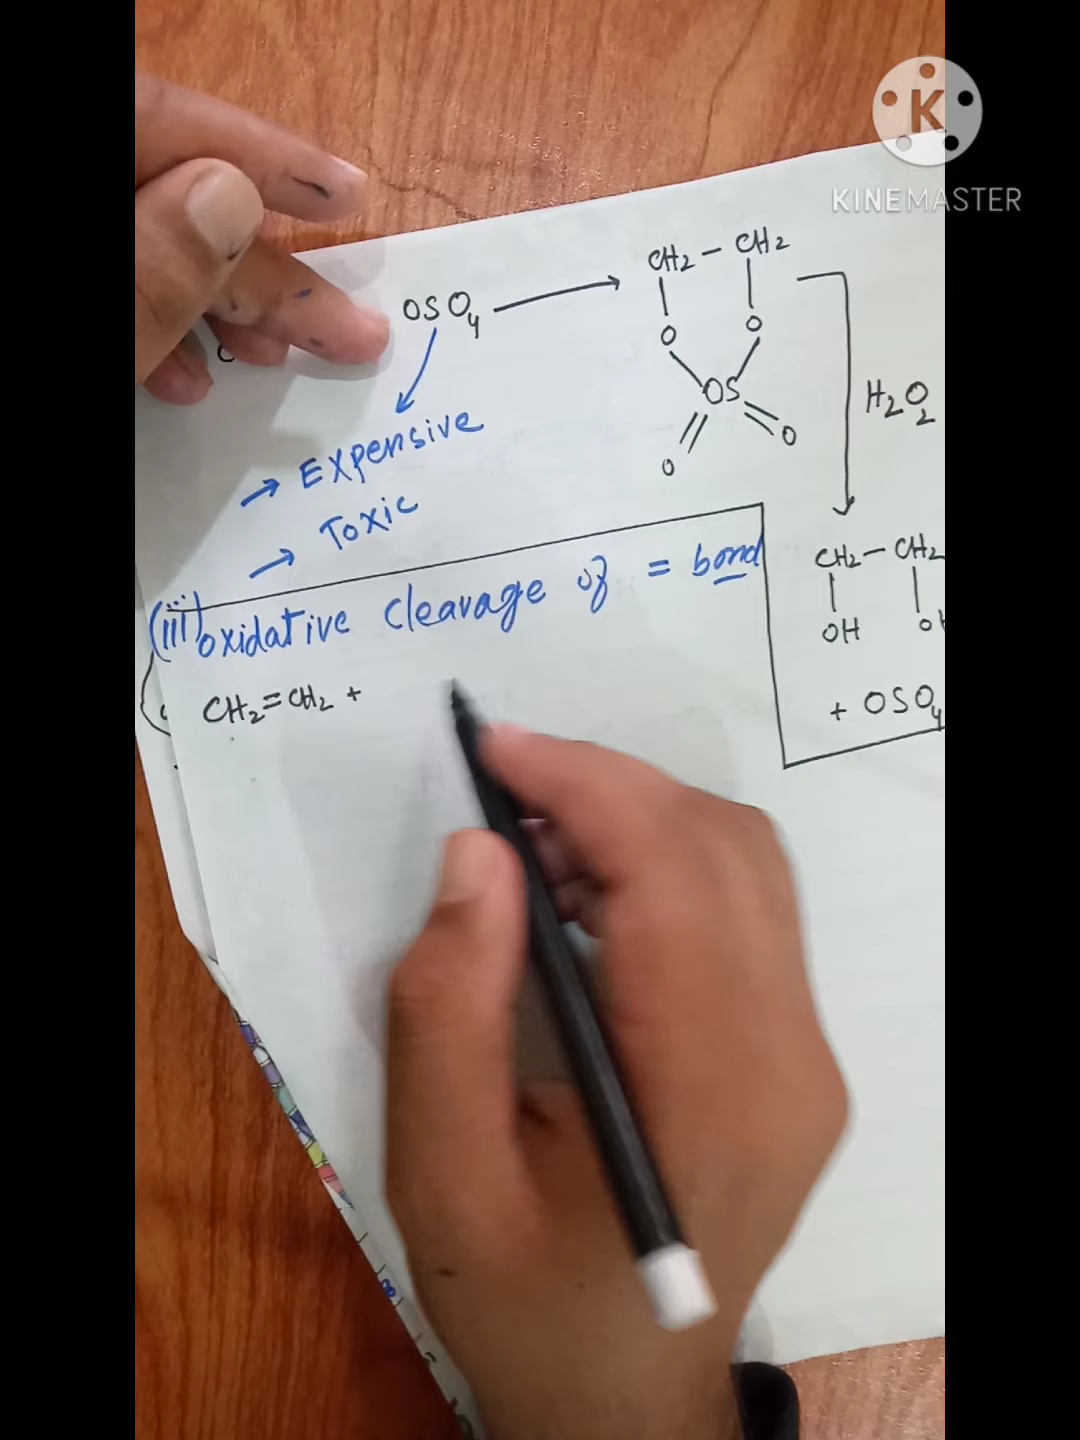 K
KINEMASTER
CH2 - CH2
OSO4
O O
OS
O O
H2O2
→ Expensive
→ Toxic
CH2 - CH2
OH
+ OSO4
(iii) oxidative cleavage of = bond
CH2 = CH2 +